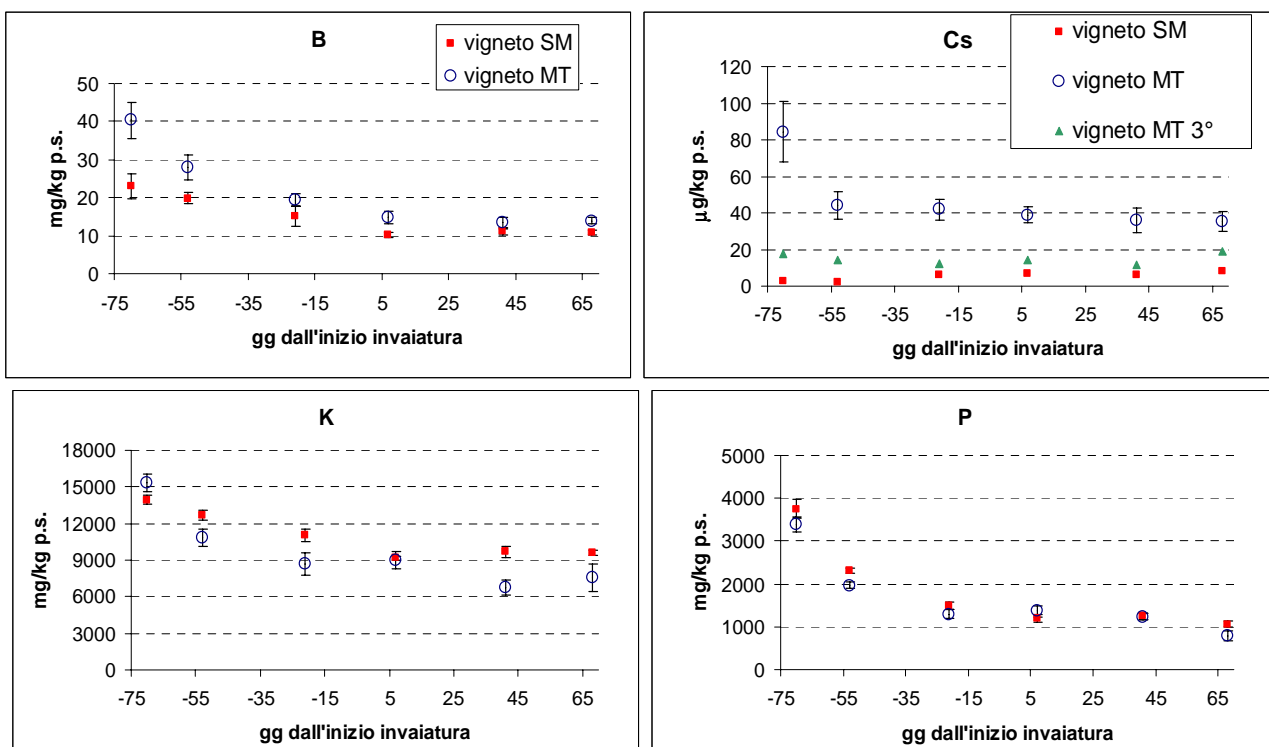 B
vigneto SM
vigneto MT
50
40
30
20
10
0
mg/kg p.s.
-75 -55 -35 -15 5 25 45 65
gg dall'inizio invaiatura
Cs
vigneto SM
vigneto MT
vigneto MT 3°
120
100
80
60
40
20
0
µg/kg p.s.
-75 -55 -35 -15 5 25 45 65
gg dall'inizio invaiatura
K
18000
15000
12000
9000
6000
3000
0
mg/kg p.s.
-75 -55 -35 -15 5 25 45 65
gg dall'inizio invaiatura
P
5000
4000
3000
2000
1000
0
mg/kg p.s.
-75 -55 -35 -15 5 25 45 65
gg dall'inizio invaiatura